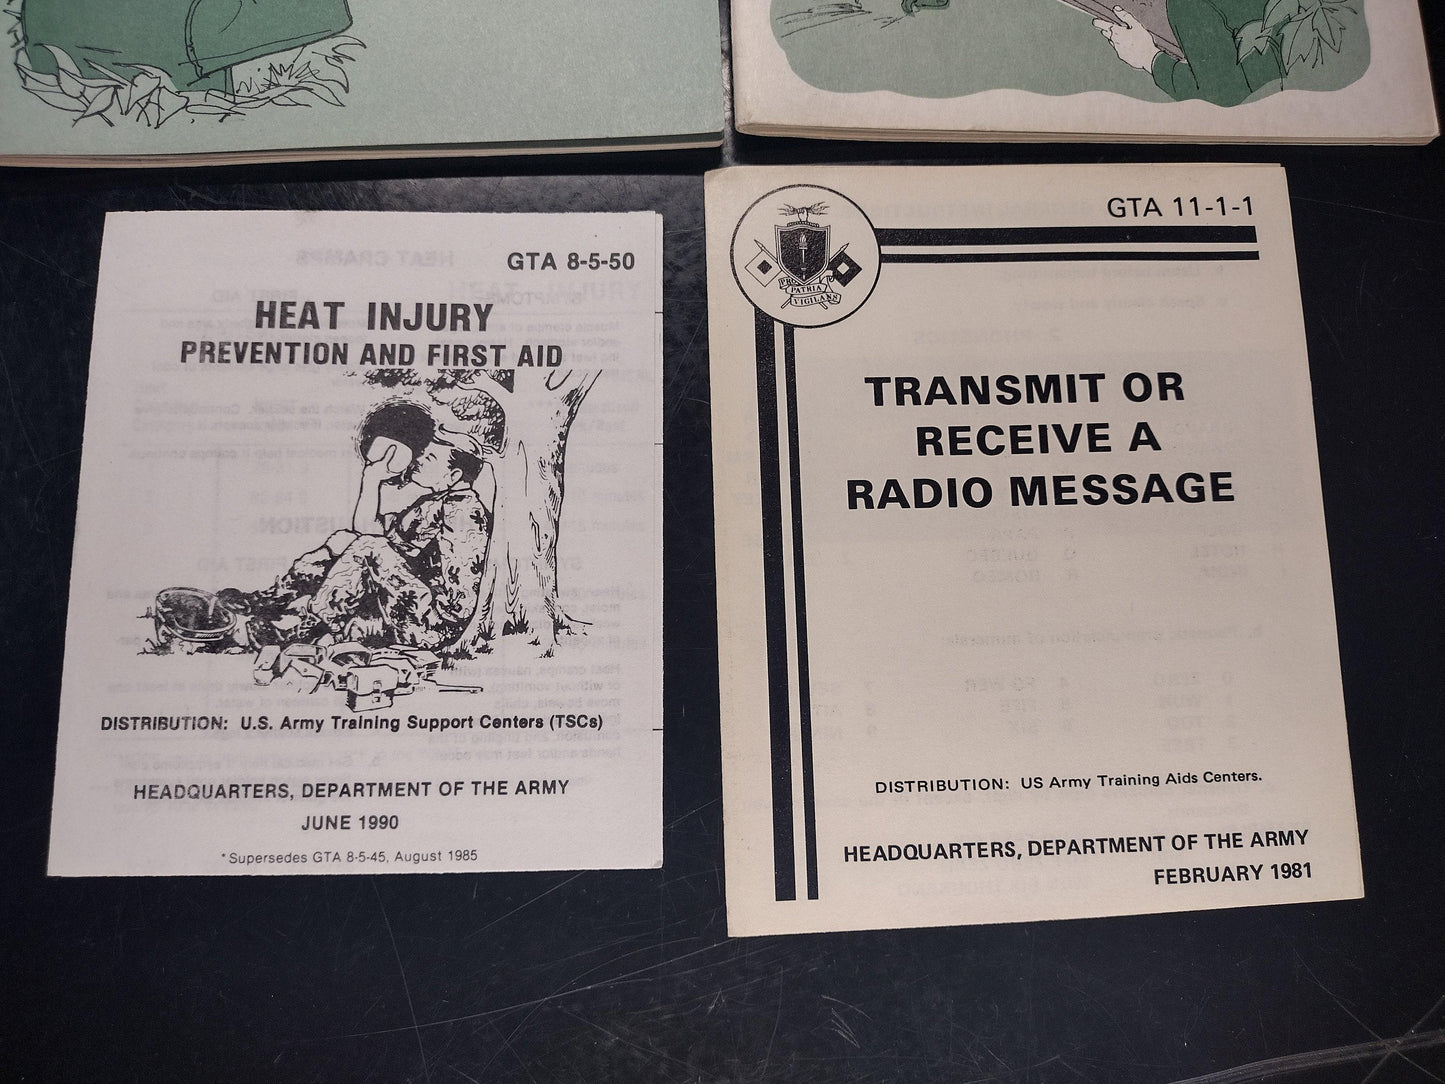 GTA 8-5-50
HEAT INJURY
PREVENTION AND FIRST AID
DISTRIBUTION: U.S. Army Training Support Centers (TSCs)
HEADQUARTERS, DEPARTMENT OF THE ARMY
JUNE 1990
*Supersedes GTA 8-5-45, August 1985
GTA 11-1-1
PRO
PATRIA
VIGILANS
TRANSMIT OR
RECEIVE A
RADIO MESSAGE
DISTRIBUTION: US Army Training Aids Centers.
HEADQUARTERS, DEPARTMENT OF THE ARMY
FEBRUARY 1981